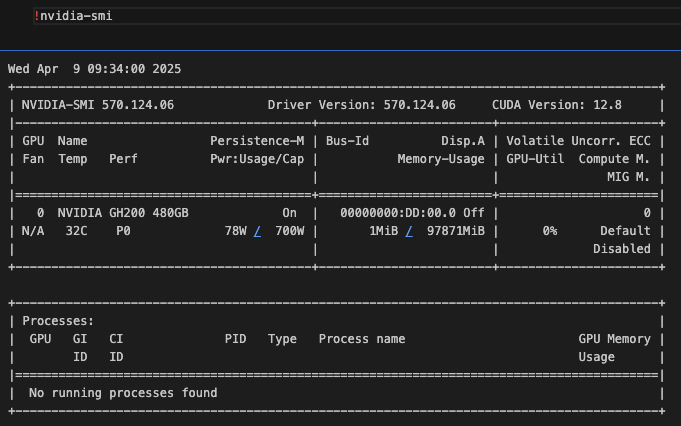 !nvidia-smi
Wed Apr  9 09:34:00 2025
+-----------------------------------------------------------------------------------------+
| NVIDIA-SMI 570.124.06             Driver Version: 570.124.06     CUDA Version: 12.8     |
|-----------------------------------------+------------------------+----------------------+
| GPU  Name                 Persistence-M | Bus-Id          Disp.A | Volatile Uncorr. ECC |
| Fan  Temp   Perf          Pwr:Usage/Cap |           Memory-Usage | GPU-Util  Compute M. |
|                                         |                        |               MIG M. |
|=========================================+========================+======================|
|   0  NVIDIA GH200 480GB             On  |   00000000:DD:00.0 Off |                    0 |
| N/A   32C    P0             78W /  700W |       1MiB /  97871MiB |      0%      Default |
|                                         |                        |             Disabled |
+-----------------------------------------+------------------------+----------------------+
+-----------------------------------------------------------------------------------------+
| Processes:                                                                              |
|  GPU   GI   CI              PID   Type   Process name                        GPU Memory |
|        ID   ID                                                               Usage      |
|=========================================================================================|
|  No running processes found                                                             |
+-----------------------------------------------------------------------------------------+